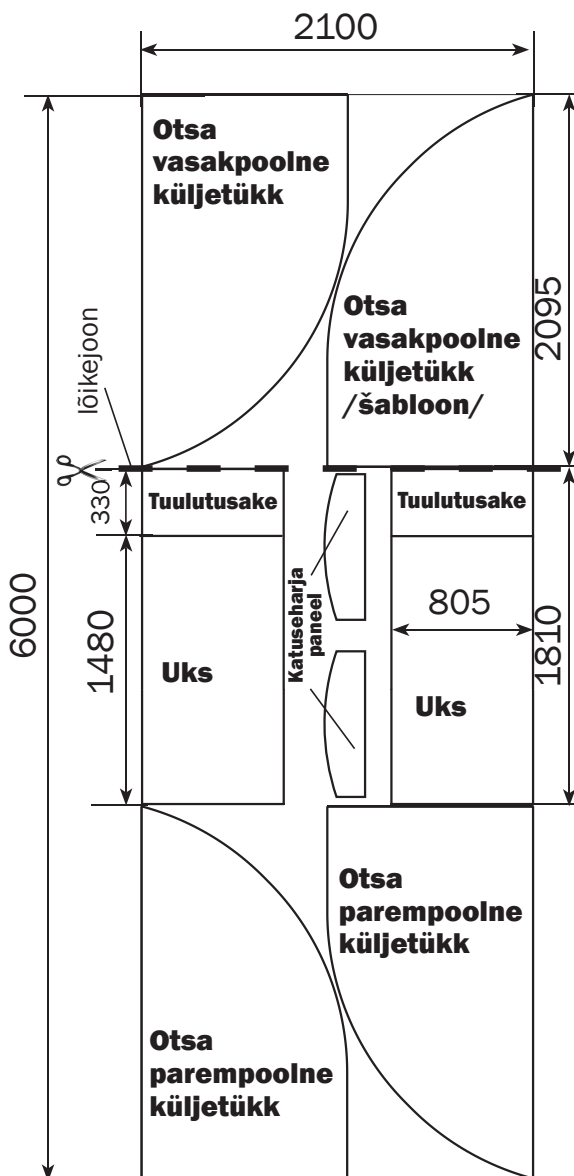 2100
Otsa
vasakpoolne
küljetükk
Otsa
vasakpoolne
küljetükk
/šabloon/
2095
lõikejoon
330
Tuulutusake
Tuulutusake
6000
1480
Uks
Katuseharja
paneel
805
Uks
1810
Otsa
parempoolne
küljetükk
Otsa
parempoolne
küljetükk